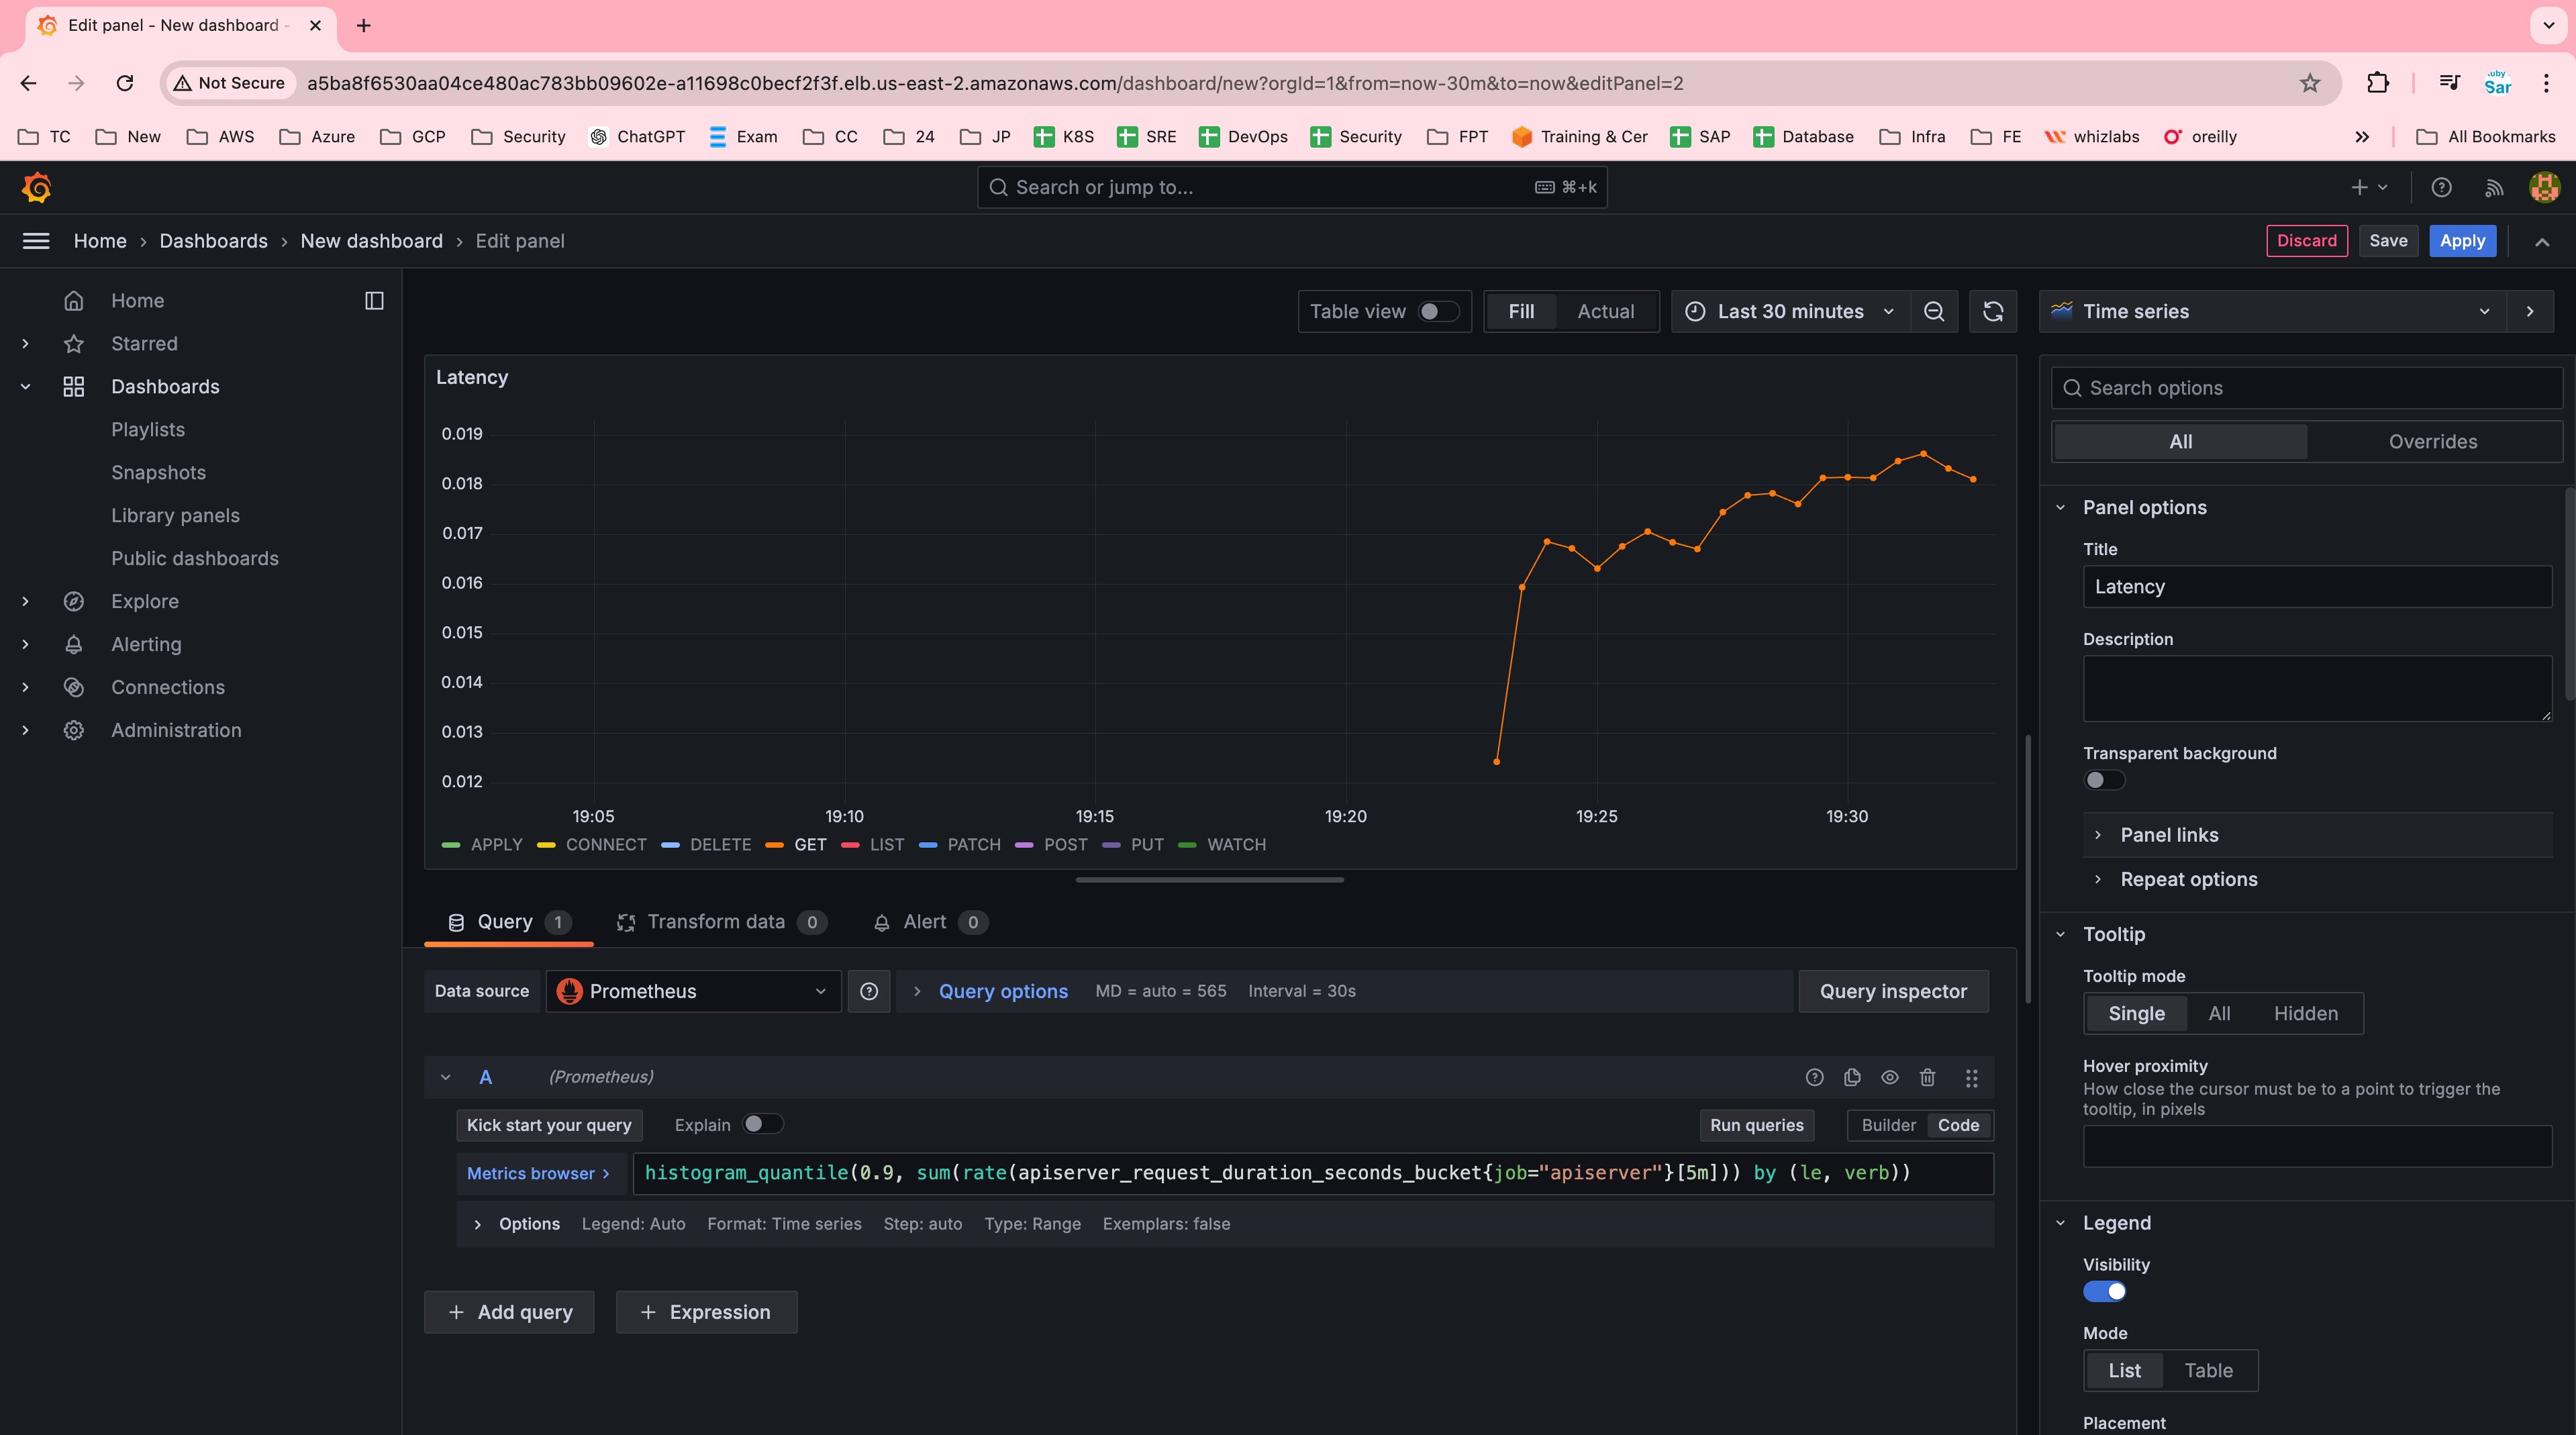 Edit panel - New dashboard -
Not Secure
a5ba8f6530aa04ce480ac783bb09602e-a11698c0becf2f3f.elb.us-east-2.amazonaws.com/dashboard/new?orgId=1&from=now-30m&to=now&editPanel=2
uby
Sar
TC New AWS Azure GCP Security ChatGPT Exam CC 24 JP K8S SRE DevOps Security FPT Training & Cer SAP Database Infra FE whizlabs oreilly » All Bookmarks
Search or jump to... ⌘+k
Home › Dashboards › New dashboard › Edit panel
Discard Save Apply
Home
Starred
Dashboards
Playlists
Snapshots
Library panels
Public dashboards
Explore
Alerting
Connections
Administration
Table view Fill Actual Last 30 minutes
Latency
0.019
0.018
0.017
0.016
0.015
0.014
0.013
0.012
19:05 19:10 19:15 19:20 19:25 19:30
APPLY CONNECT DELETE GET LIST PATCH POST PUT WATCH
Query 1 Transform data 0 Alert 0
Data source Prometheus Query options MD = auto = 565 Interval = 30s Query inspector
A (Prometheus)
Kick start your query Explain Run queries Builder Code
Metrics browser > histogram_quantile(0.9, sum(rate(apiserver_request_duration_seconds_bucket{job="apiserver"}[5m])) by (le, verb))
Options Legend: Auto Format: Time series Step: auto Type: Range Exemplars: false
+ Add query + Expression
Time series
Search options
All Overrides
Panel options
Title
Latency
Description
Transparent background
Panel links
Repeat options
Tooltip
Tooltip mode
Single All Hidden
Hover proximity
How close the cursor must be to a point to trigger the
tooltip, in pixels
Legend
Visibility
Mode
List Table
Placement